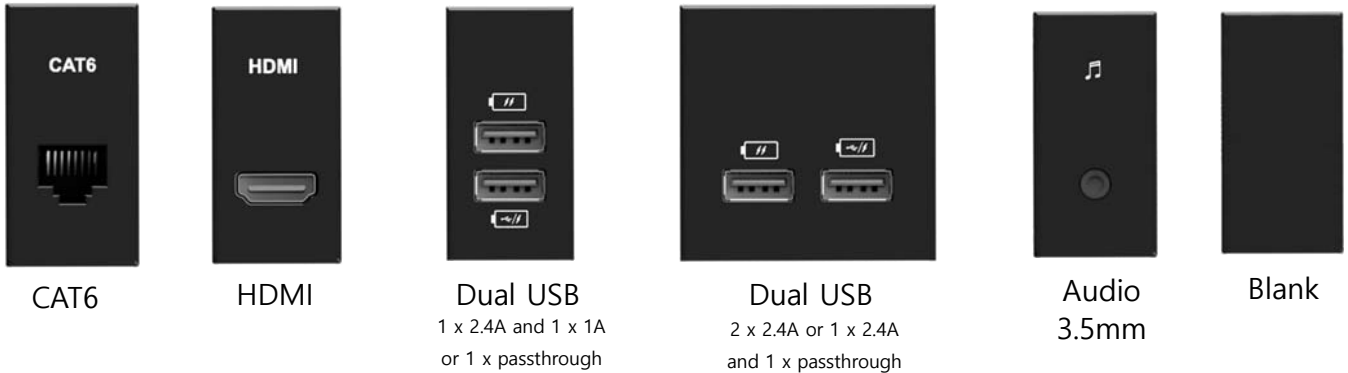 CAT6
HDMI
CAT6
HDMI
Dual USB
1 x 2.4A and 1 x 1A
or 1 x passthrough
Dual USB
2 x 2.4A or 1 x 2.4A
and 1 x passthrough
Audio
3.5mm
Blank